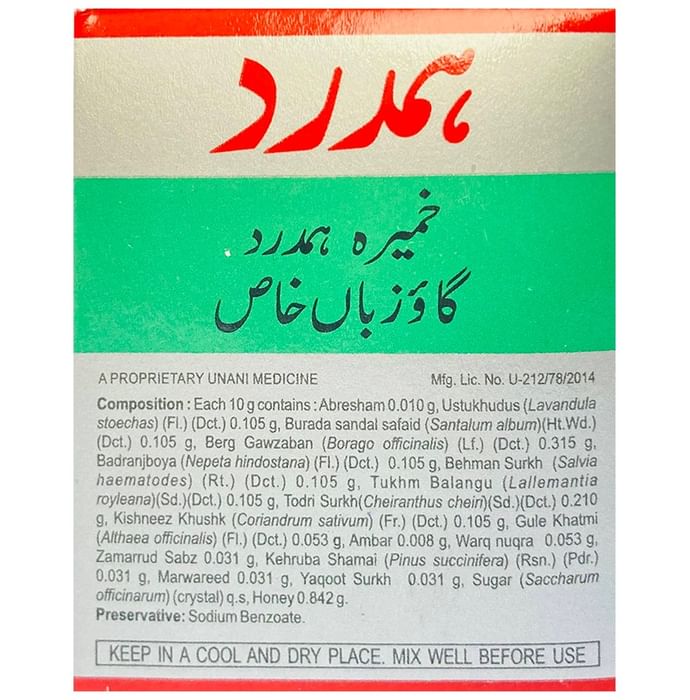 ہمدرد
خمیرہ ہمدرد
گاؤزباں خاص
A PROPRIETARY UNANI MEDICINE Mfg. Lic. No. U-212/78/2014
Composition : Each 10 g contains : Abresham 0.010 g, Ustukhudus (Lavandula
stoechas) (Fl.) (Dct.) 0.105 g, Burada sandal safaid (Santalum album)(Ht.Wd.)
(Dct.) 0.105 g, Berg Gawzaban (Borago officinalis) (Lf.) (Dct.) 0.315 g,
Badranjboya (Nepeta hindostana) (Fl.) (Dct.) 0.105 g, Behman Surkh (Salvia
haematodes) (Rt.) (Dct.) 0.105 g, Tukhm Balangu (Lallemantia
royleana)(Sd.)(Dct.) 0.105 g, Todri Surkh(Cheiranthus cheiri)(Sd.)(Dct.) 0.210
g, Kishneez Khushk (Coriandrum sativum) (Fr.) (Dct.) 0.105 g, Gule Khatmi
(Althaea officinalis) (Fl.) (Dct.) 0.053 g, Ambar 0.008 g, Warq nuqra 0.053 g,
Zamarrud Sabz 0.031 g, Kehruba Shamai (Pinus succinifera) (Rsn.) (Pdr.)
0.031 g, Marwareed 0.031 g, Yaqoot Surkh 0.031 g, Sugar (Saccharum
officinarum) (crystal) q.s, Honey 0.842 g.
Preservative: Sodium Benzoate.
KEEP IN A COOL AND DRY PLACE. MIX WELL BEFORE USE